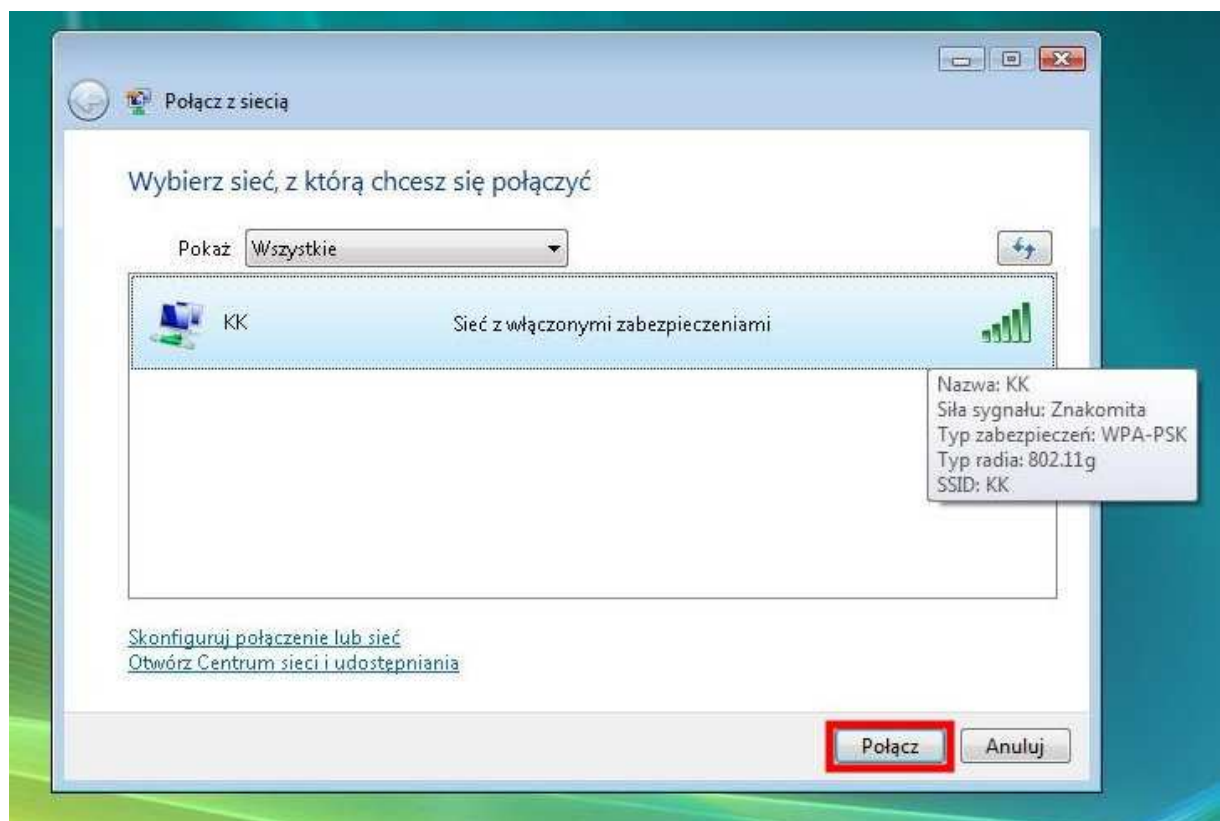 Połącz z siecią
Wybierz sieć, z którą chcesz się połączyć
Pokaż Wszystkie
KK Sieć z włączonymi zabezpieczeniami
Nazwa: KK
Siła sygnału: Znakomita
Typ zabezpieczeń: WPA-PSK
Typ radia: 802.11g
SSID: KK
Skonfiguruj połączenie lub sieć
Otwórz Centrum sieci i udostępniania
Połącz Anuluj